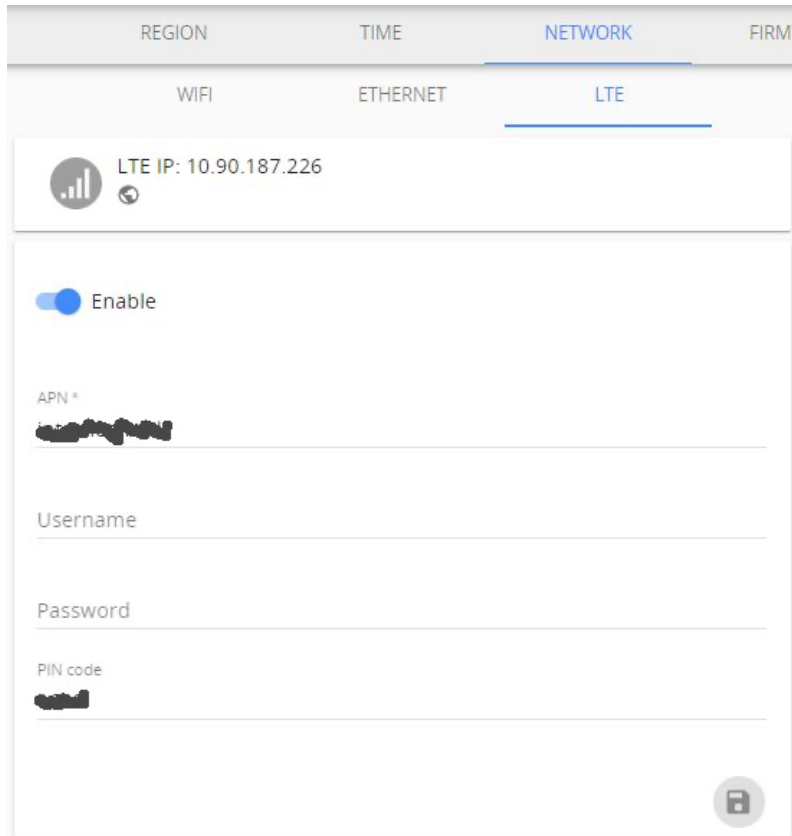 REGION TIME NETWORK FIRM
WIFI ETHERNET LTE
LTE IP: 10.90.187.226
Enable
APN *
Username
Password
PIN code